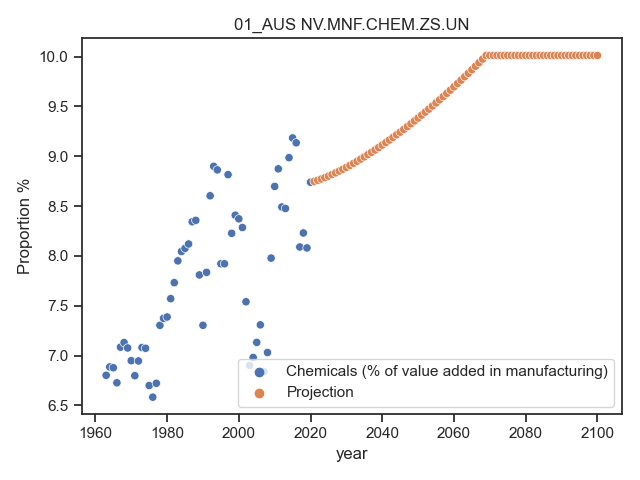 01_AUS NV.MNF.CHEM.ZS.UN
Proportion %
10.0
9.5
9.0
8.5
8.0
7.5
7.0
6.5
Chemicals (% of value added in manufacturing)
Projection
1960 1980 2000 2020 2040 2060 2080 2100
year